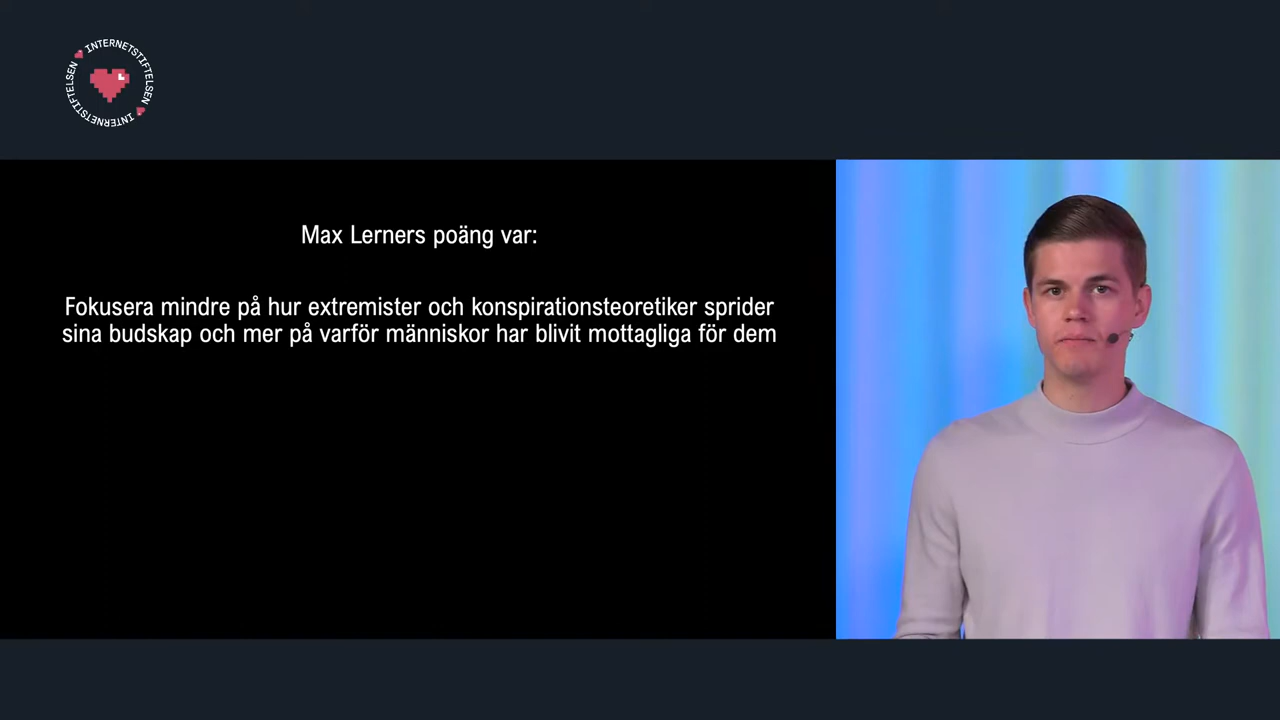 INTERNETSTIFTELSEN
INTERNETSTIFTELSEN
Max Lerners poäng var:
Fokusera mindre på hur extremister och konspirationsteoretiker sprider
sina budskap och mer på varför människor har blivit mottagliga för dem